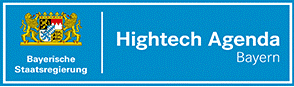 Bayerische
Staatsregierung
Hightech Agenda
Bayern